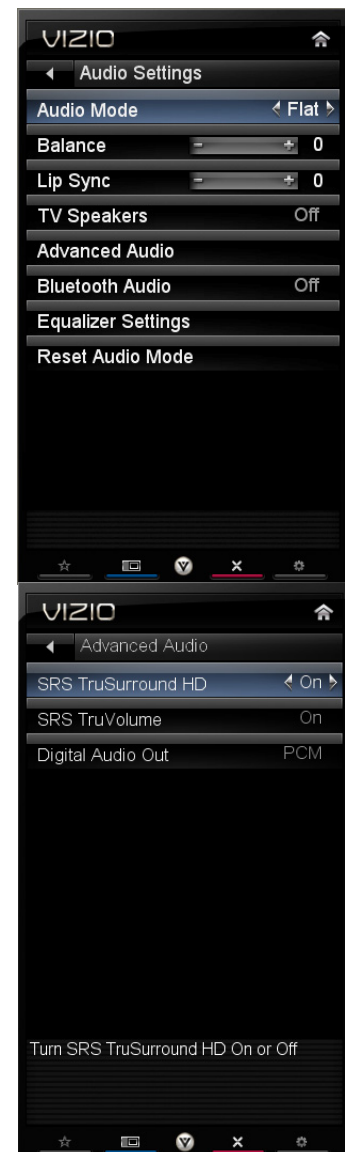 VIZIO
Audio Settings
Audio Mode Flat
Balance - + 0
Lip Sync - + 0
TV Speakers Off
Advanced Audio
Bluetooth Audio Off
Equalizer Settings
Reset Audio Mode
V
VIZIO
Advanced Audio
SRS TruSurround HD On
SRS TruVolume On
Digital Audio Out PCM
Turn SRS TruSurround HD On or Off
V